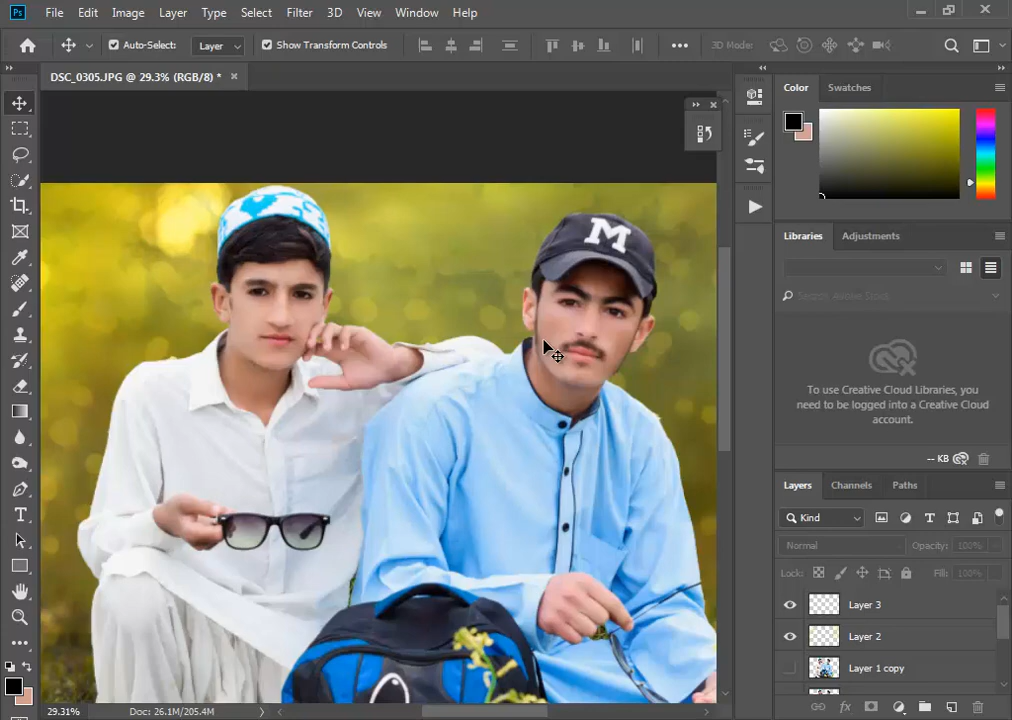 Ps File Edit Image Layer Type Select Filter 3D View Window Help
Auto-Select: Layer Show Transform Controls 3D Mode:
DSC_0305.JPG @ 29.3% (RGB/8) * ×
Color Swatches
M
Libraries Adjustments
Search Adobe Stock
To use Creative Cloud Libraries, you
need to be logged into a Creative Cloud
account.
-- KB
Layers Channels Paths
Kind
Normal Opacity: 100%
Lock: Fill: 100%
Layer 3
Layer 2
Layer 1 copy
29.31% Doc: 26.1M/205.4M